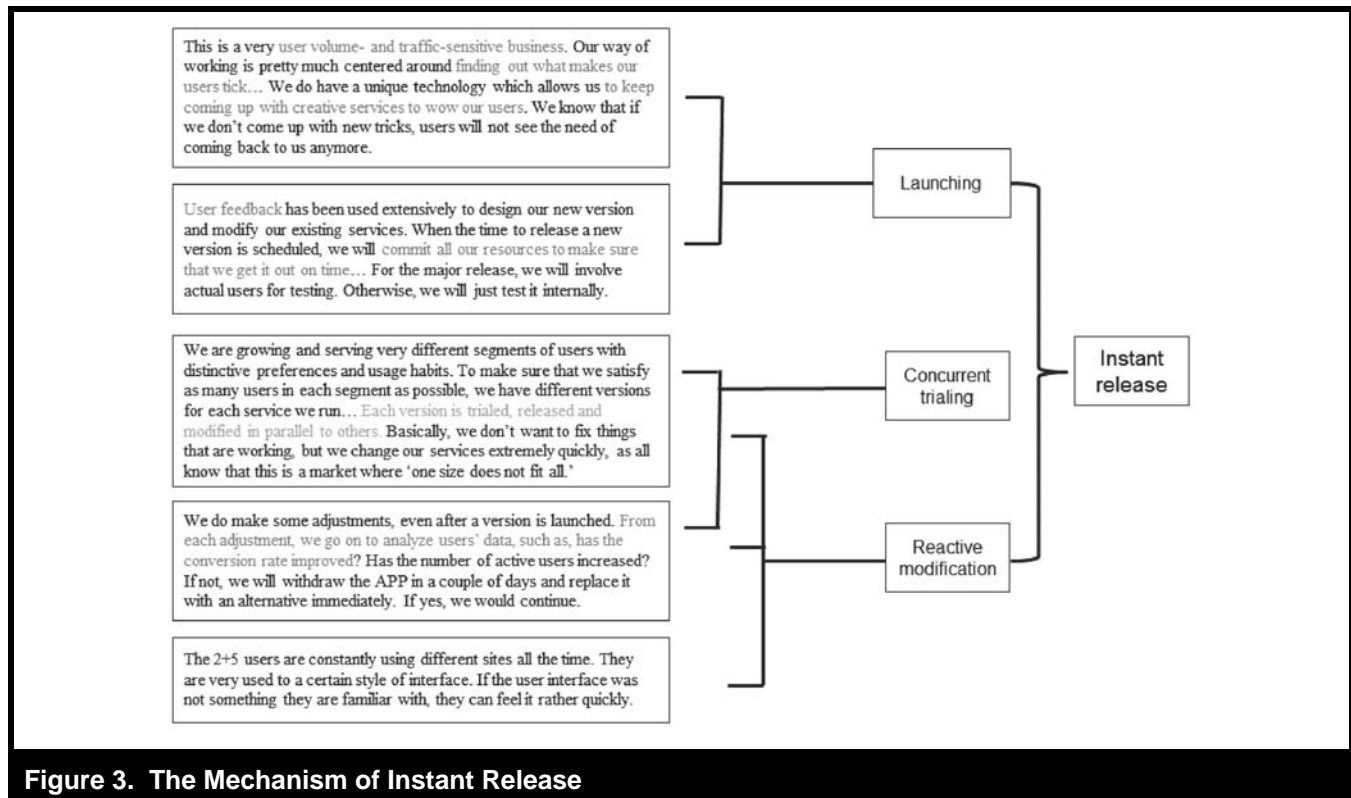 This is a very user volume- and traffic-sensitive business. Our way of
working is pretty much centered around finding out what makes our
users tick… We do have a unique technology which allows us to keep
coming up with creative services to wow our users. We know that if
we don’t come up with new tricks, users will not see the need of
coming back to us anymore.
User feedback has been used extensively to design our new version
and modify our existing services. When the time to release a new
version is scheduled, we will commit all our resources to make sure
that we get it out on time… For the major release, we will involve
actual users for testing. Otherwise, we will just test it internally.
We are growing and serving very different segments of users with
distinctive preferences and usage habits. To make sure that we satisfy
as many users in each segment as possible, we have different versions
for each service we run… Each version is trialed, released and
modified in parallel to others. Basically, we don’t want to fix things
that are working, but we change our services extremely quickly, as all
know that this is a market where ‘one size does not fit all.’
We do make some adjustments, even after a version is launched. From
each adjustment, we go on to analyze users’ data, such as, has the
conversion rate improved? Has the number of active users increased?
If not, we will withdraw the APP in a couple of days and replace it
with an alternative immediately. If yes, we would continue.
The 2+5 users are constantly using different sites all the time. They
are very used to a certain style of interface. If the user interface was
not something they are familiar with, they can feel it rather quickly.
Launching
Concurrent
trialing
Reactive
modification
Instant
release
Figure 3. The Mechanism of Instant Release